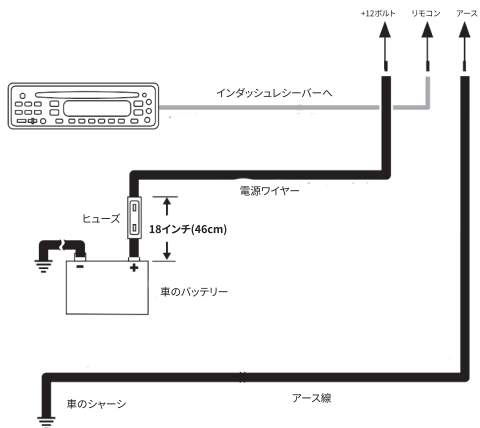 +12ボルト
リモコン
アース
インダッシュレシーバーへ
電源ワイヤー
ヒューズ
18インチ(46cm)
車のバッテリー
アース線
車のシャーシ